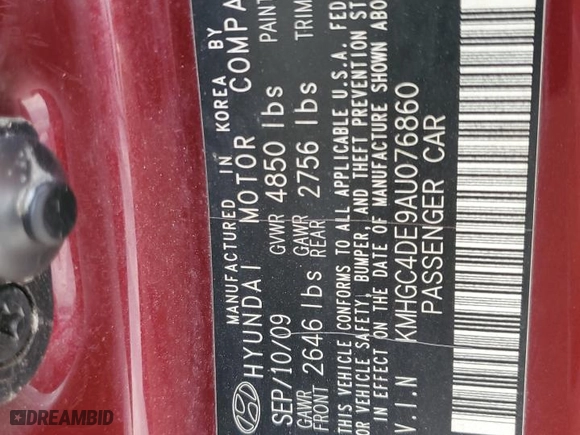 MANUFACTURED IN KOREA BY
HYUNDAI MOTOR COMPA
SEP/10/09 GVWR 4850 lbs PAINT
GAWR FRONT 2646 lbs GAWR REAR 2756 lbs TRIM
THIS VEHICLE CONFORMS TO ALL APPLICABLE U.S.A. FED
VEHICLE SAFETY, BUMPER, AND THEFT PREVENTION ST
IN EFFECT ON THE DATE OF MANUFACTURE SHOWN ABOV
V.I.N KMHGC4DE9AU076860
PASSENGER CAR
DREAMBID